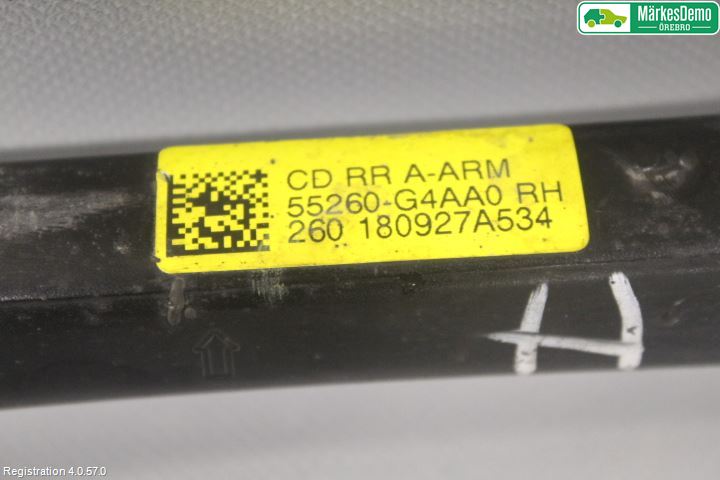 MärkesDemo
ÖREBRO
CD RR A-ARM
55260-G4AA0 RH
260 180927A534
H
Registration 4.0.57.0